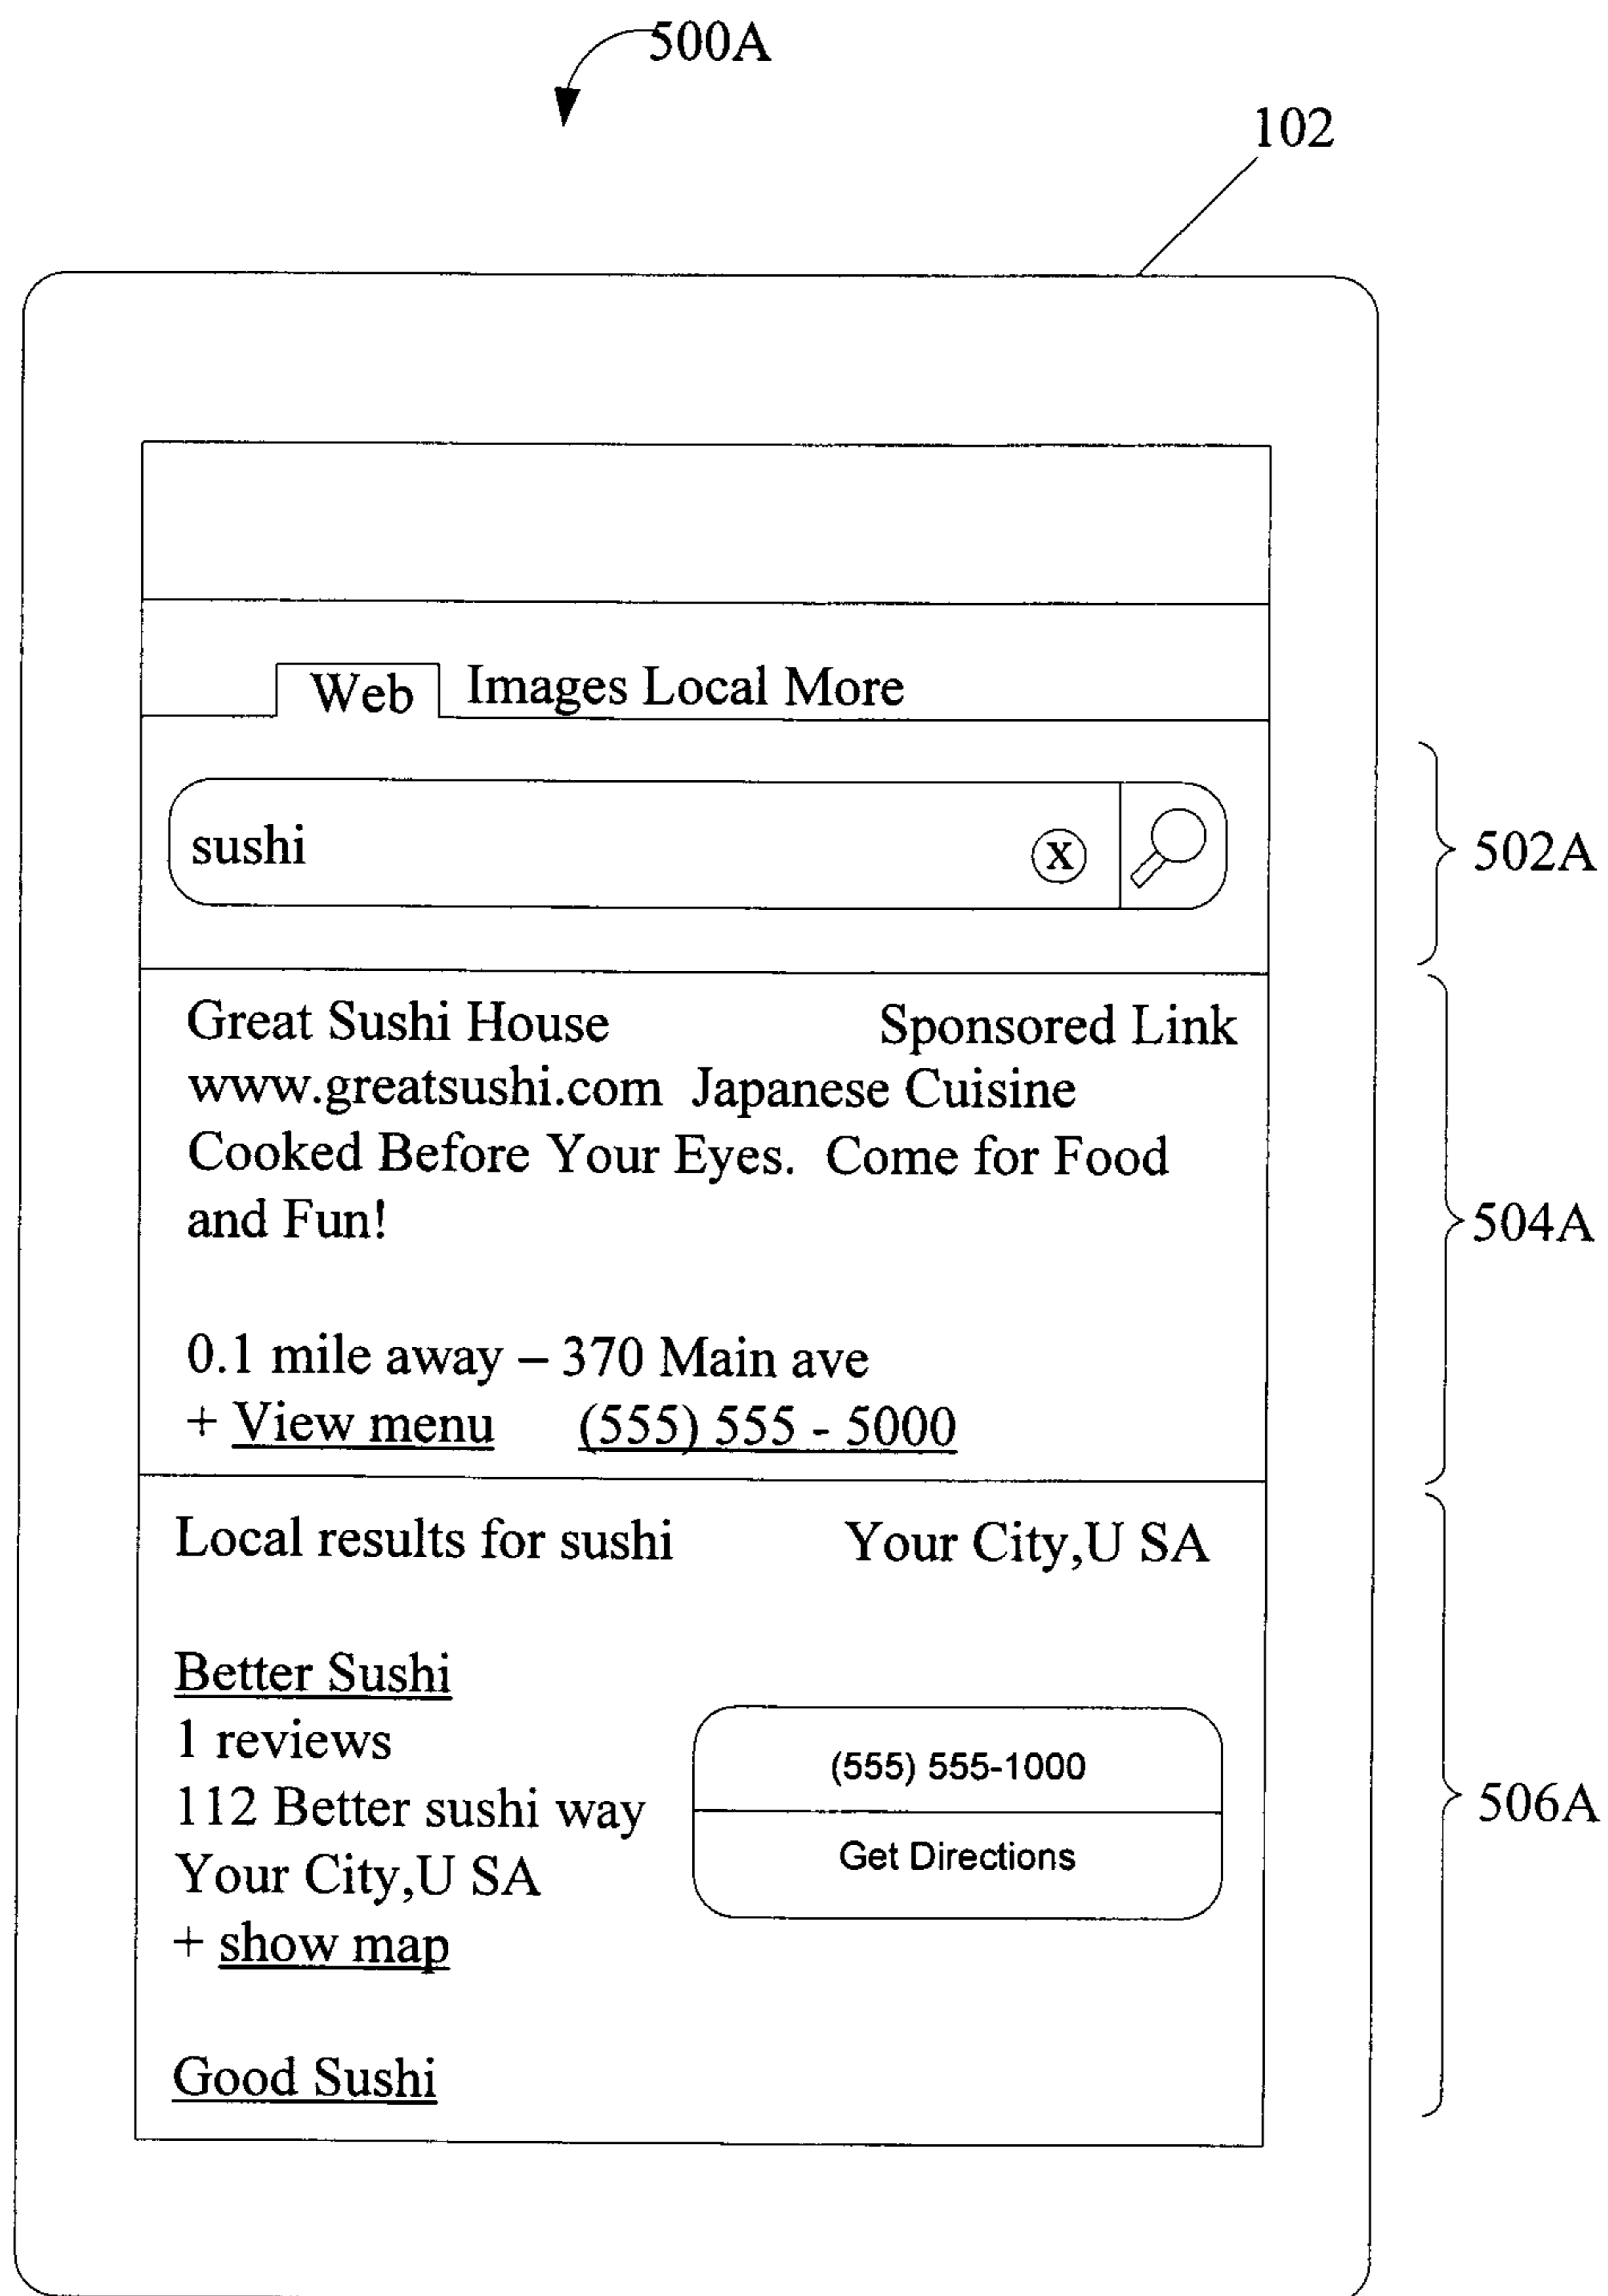 500A
102
Web Images Local More
sushi X
502A
Great Sushi House Sponsored Link
www.greatsushi.com Japanese Cuisine
Cooked Before Your Eyes. Come for Food
and Fun!
504A
0.1 mile away – 370 Main ave
+ View menu (555) 555 - 5000
Local results for sushi Your City,U SA
Better Sushi
1 reviews
(555) 555-1000
112 Better sushi way
506A
Get Directions
Your City,U SA
+ show map
Good Sushi